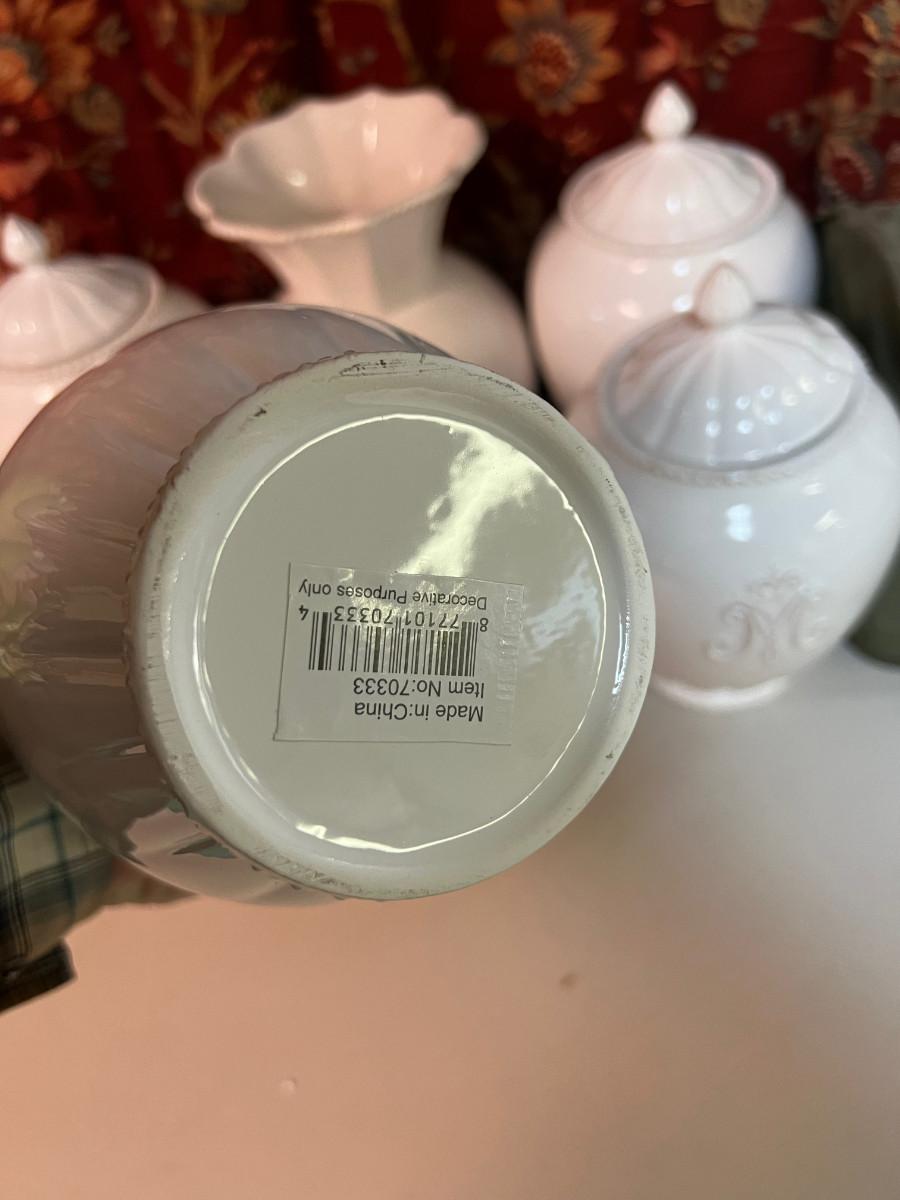 Made in:China
Item No:70333
8 77101 70333 4
Decorative Purposes only
M